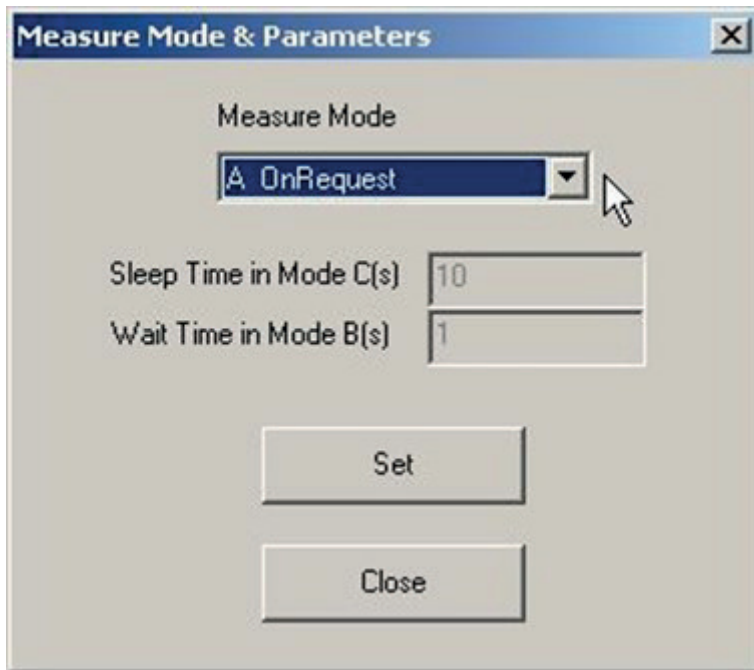 Measure Mode & Parameters
Measure Mode
A OnRequest
Sleep Time in Mode C(s) 10
Wait Time in Mode B(s) 1
Set
Close